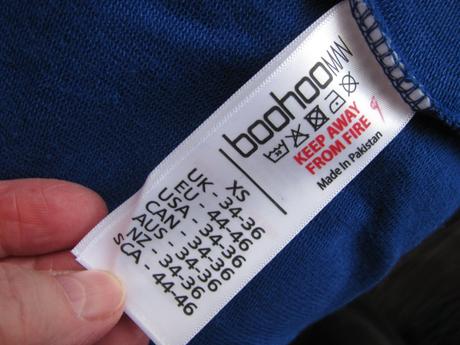 boohooMAN
KEEP AWAY
FROM FIRE
Made In Pakistan
XS
UK - 34-36
EU - 44-46
USA - 34-36
CAN - 34-36
AUS - 34-36
NZ - 34-36
sCA - 44-46